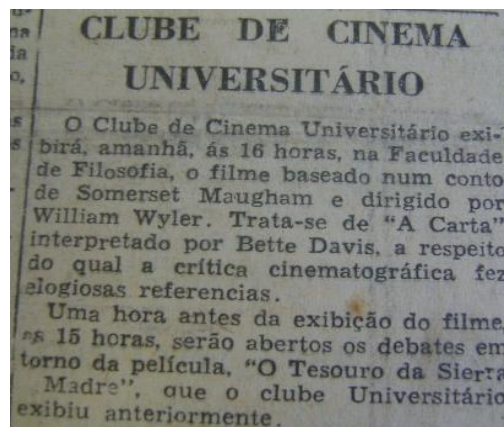 CLUBE DE CINEMA
UNIVERSITÁRIO
O Clube de Cinema Universitário exi-
birá, amanhã, ás 16 horas, na Faculdade
de Filosofia, o filme baseado num conto
de Somerset Maugham e dirigido por
William Wyler. Trata-se de "A Carta"
interpretado por Bette Davis, a respeito
do qual a crítica cinematográfica fez
elogiosas referencias.
Uma hora antes da exibição do filme,
as 15 horas, serão abertos os debates em
torno da película, "O Tesouro da Sierra
Madre", que o clube Universitário
exibiu anteriormente.